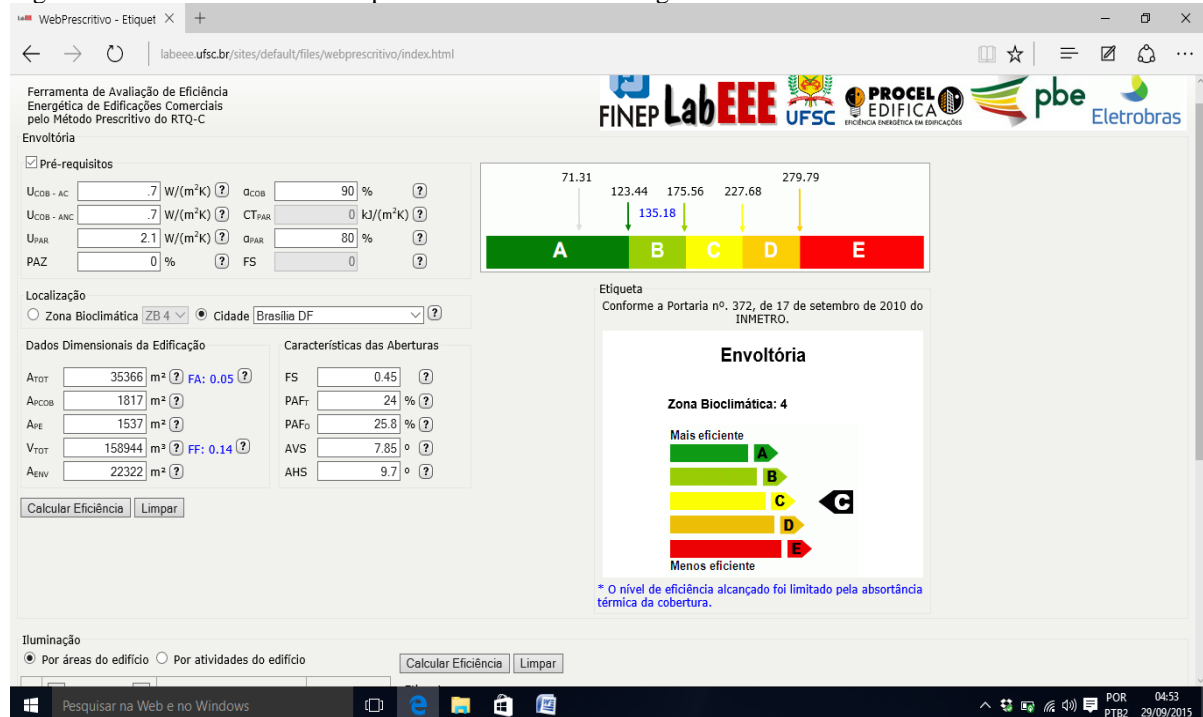 WebPrescritivo - Etiquet
labeee.ufsc.br/sites/default/files/webprescritivo/index.html
Ferramenta de Avaliação de Eficiência
Energética de Edificações Comerciais
pelo Método Prescritivo do RTQ-C
FINEP LabEEE UFSC PROCEL EDIFICA EFICIÊNCIA ENERGÉTICA EM EDIFICAÇÕES pbe Eletrobras
Envoltória
Pré-requisitos
UCOB - AC .7 W/(m²K) ? αCOB 90 % ?
UCOB - ANC .7 W/(m²K) ? CTPAR 0 kJ/(m²K) ?
UPAR 2.1 W/(m²K) ? αPAR 80 % ?
PAZ 0 % ? FS 0 ?
71.31 123.44 175.56 227.68 279.79
135.18
A B C D E
Localização
Zona Bioclimática ZB 4 Cidade Brasília DF ?
Dados Dimensionais da Edificação
ATOT 35366 m² ? FA: 0.05 ?
APCOB 1817 m² ?
APE 1537 m² ?
VTOT 158944 m³ ? FF: 0.14 ?
AENV 22322 m² ?
Características das Aberturas
FS 0.45 ?
PAFT 24 % ?
PAFO 25.8 % ?
AVS 7.85 º ?
AHS 9.7 º ?
Calcular Eficiência Limpar
Etiqueta
Conforme a Portaria nº. 372, de 17 de setembro de 2010 do
INMETRO.
Envoltória
Zona Bioclimática: 4
Mais eficiente
A
B
C C
D
E
Menos eficiente
* O nível de eficiência alcançado foi limitado pela absortância
térmica da cobertura.
Iluminação
Por áreas do edifício Por atividades do edifício Calcular Eficiência Limpar
Pesquisar na Web e no Windows
POR 04:53
PTB2 29/09/2015